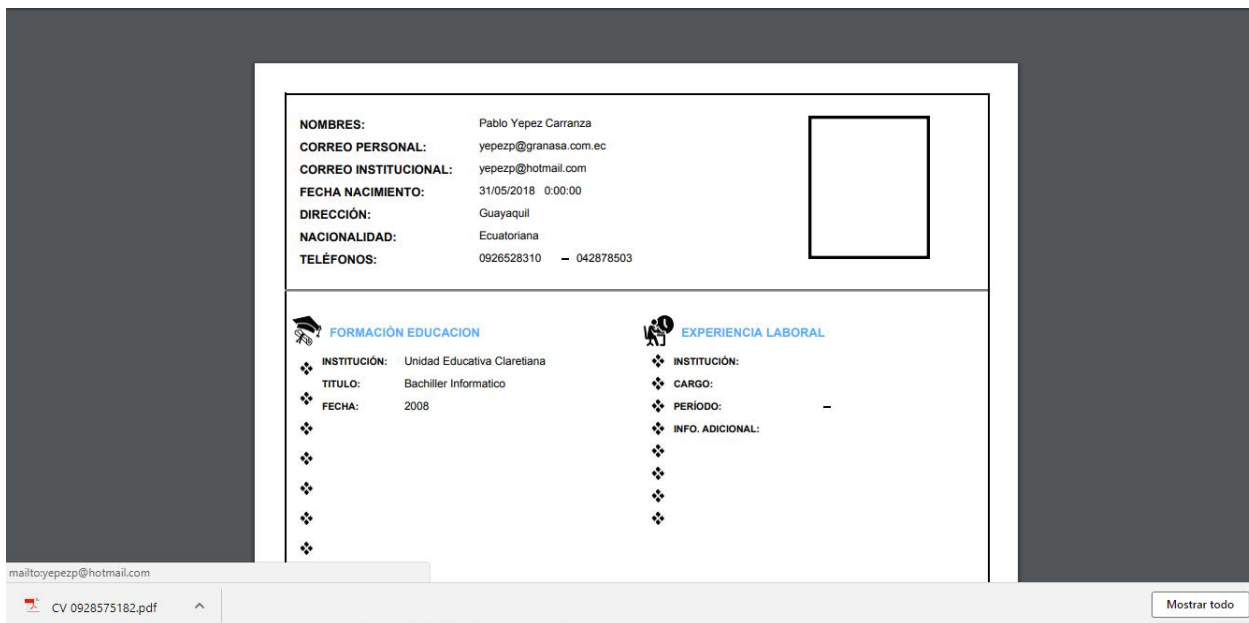 NOMBRES: Pablo Yepez Carranza
CORREO PERSONAL: yepezp@granasa.com.ec
CORREO INSTITUCIONAL: yepezp@hotmail.com
FECHA NACIMIENTO: 31/05/2018 0:00:00
DIRECCIÓN: Guayaquil
NACIONALIDAD: Ecuatoriana
TELÉFONOS: 0926528310 – 042878503
FORMACIÓN EDUCACION
INSTITUCIÓN: Unidad Educativa Claretiana
TITULO: Bachiller Informatico
FECHA: 2008
EXPERIENCIA LABORAL
INSTITUCIÓN:
CARGO:
PERÍODO: –
INFO. ADICIONAL:
mailto:yepezp@hotmail.com
CV 0928575182.pdf
Mostrar todo